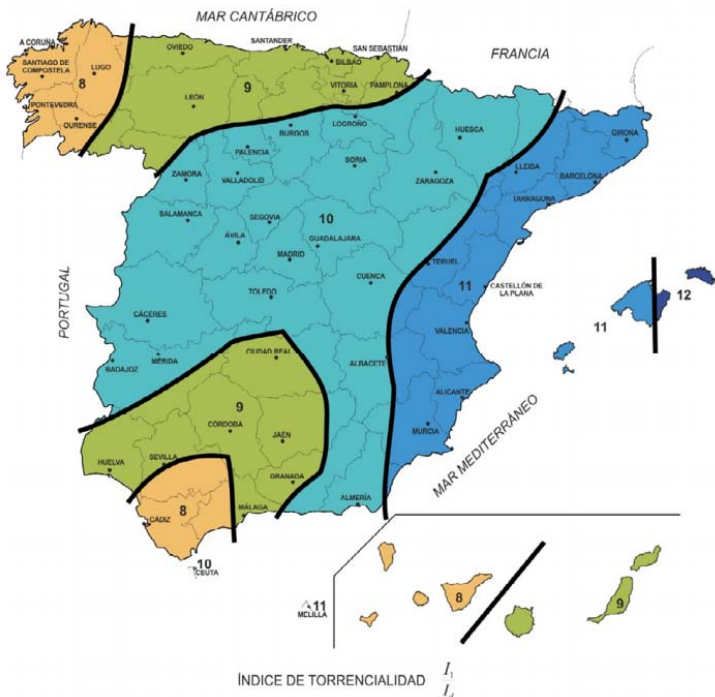 MAR CANTÁBRICO
FRANCIA
A CORUÑA
LUGO
SANTIAGO DE
COMPOSTELA
8
PONTEVEDRA
OURENSE
OVIEDO
SANTANDER
SAN SEBASTIÁN
BILBAO
9
LEÓN
VITORIA
PAMPLONA
BURGOS
LOGROÑO
HUESCA
PALENCIA
GIRONA
ZAMORA
VALLADOLID
SORIA
ZARAGOZA
LLEIDA
BARCELONA
TARRAGONA
SALAMANCA
SEGOVIA
10
ÁVILA
GUADALAJARA
MADRID
TERUEL
CUENCA
11
CASTELLÓN DE
LA PLANA
TOLEDO
12
11
PORTUGAL
CÁCERES
VALENCIA
MÉRIDA
BADAJOZ
CIUDAD REAL
ALBACETE
ALICANTE
9
CÓRDOBA
JAÉN
MURCIA
MAR MEDITERRÁNEO
HUELVA
SEVILLA
GRANADA
8
CÁDIZ
MÁLAGA
ALMERÍA
10
CEUTA
11
MELILLA
8
9
ÍNDICE DE TORRENCIALIDAD I₁/I_d